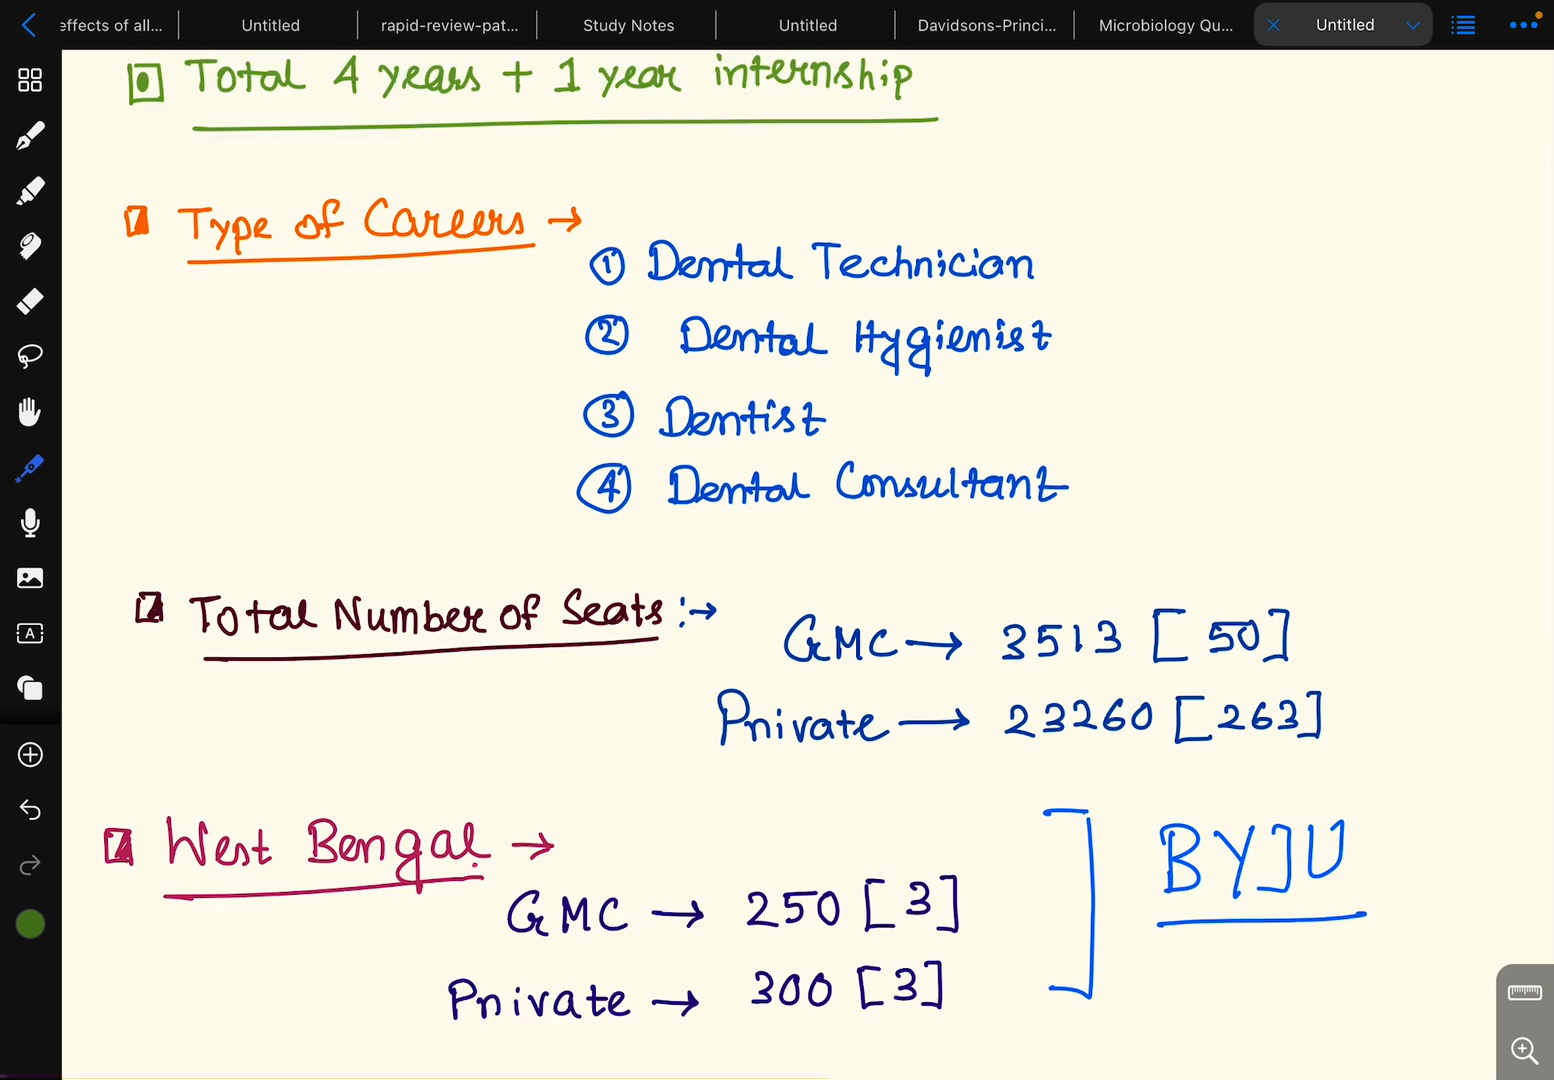 effects of all... Untitled rapid-review-pat... Study Notes Untitled Davidsons-Princi... Microbiology Qu... Untitled
Total 4 years + 1 year internship
Type of Careers →
① Dental Technician
② Dental Hygienist
③ Dentist
④ Dental Consultant
Total Number of Seats :→
GMC → 3513 [50]
Private → 23260 [263]
West Bengal →
GMC → 250 [3]
Private → 300 [3]
BYJU
A